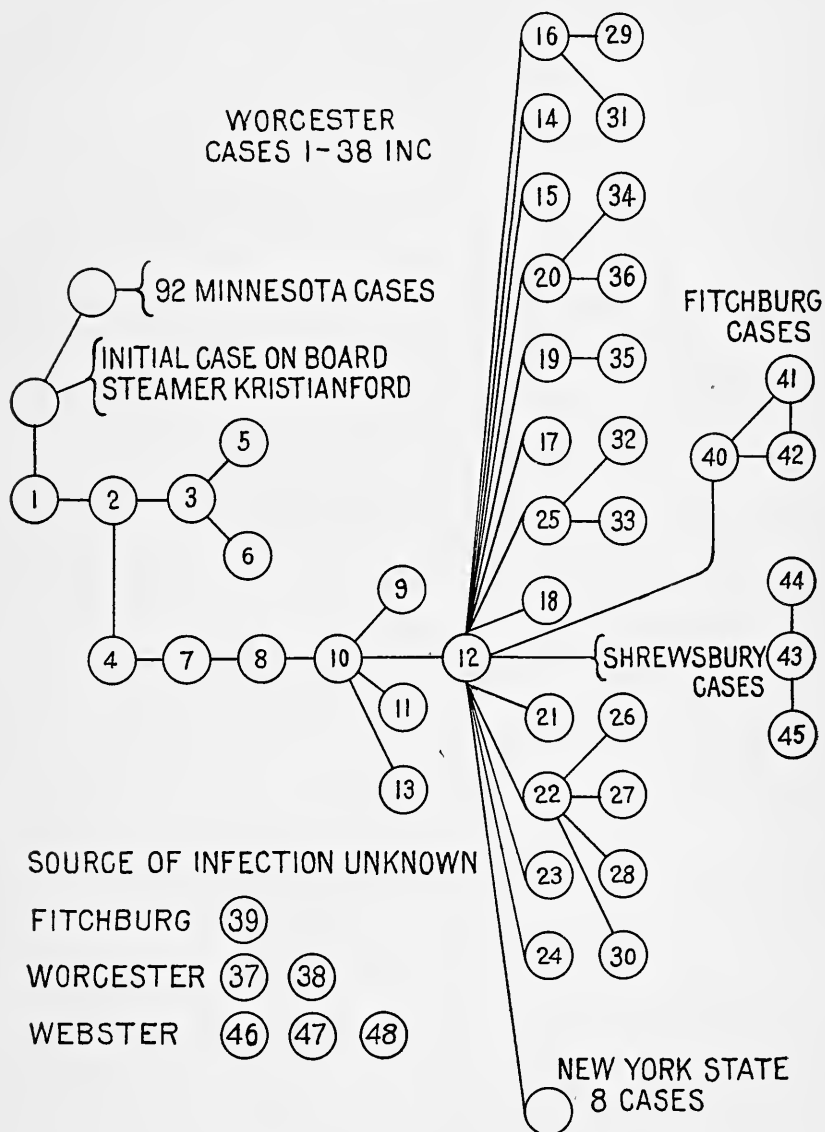 16 29
WORCESTER
CASES 1-38 INC
14 31
15 34
20 36
92 MINNESOTA CASES
FITCHBURG
CASES
INITIAL CASE ON BOARD
STEAMER KRISTIANFORD
19 35
41
5
17 32
40 42
1 2 3
25 33
6
9
18
44
4 7 8 10 12
SHREWSBURY
CASES
43
11
21 26
45
13
22 27
SOURCE OF INFECTION UNKNOWN
23 28
FITCHBURG 39
24 30
WORCESTER 37 38
WEBSTER 46 47 48
NEW YORK STATE
8 CASES